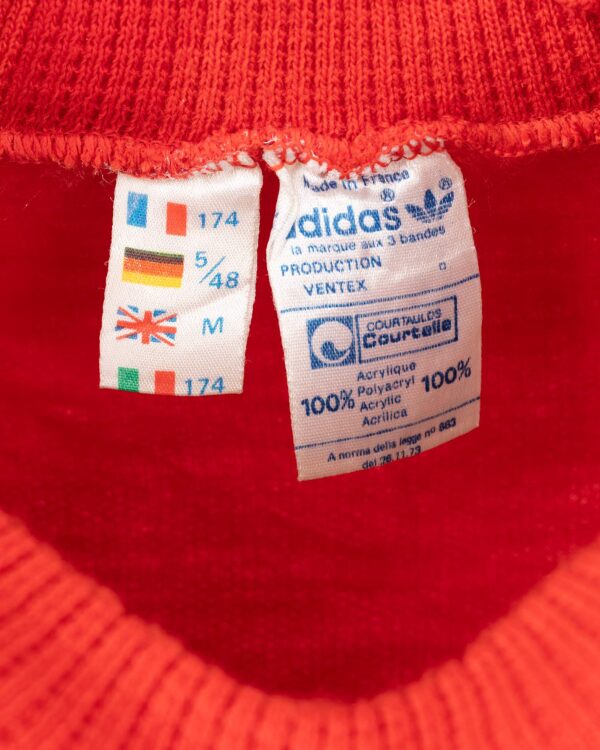 174
5/48
M
174
Made in France
adidas ®
la marque aux 3 bandes
PRODUCTION
VENTEX
COURTAULDS
Courtelle
Acrylique
100% Polyacryl 100%
Acrylic
Acrilica
A norma della legge nº 883
del 26.11.73